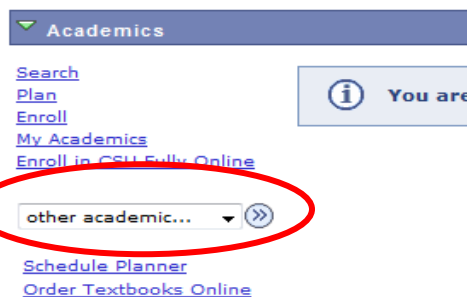 Academics
Search
Plan
Enroll
My Academics
Enroll in CSU Fully Online
You are
other academic...
Schedule Planner
Order Textbooks Online